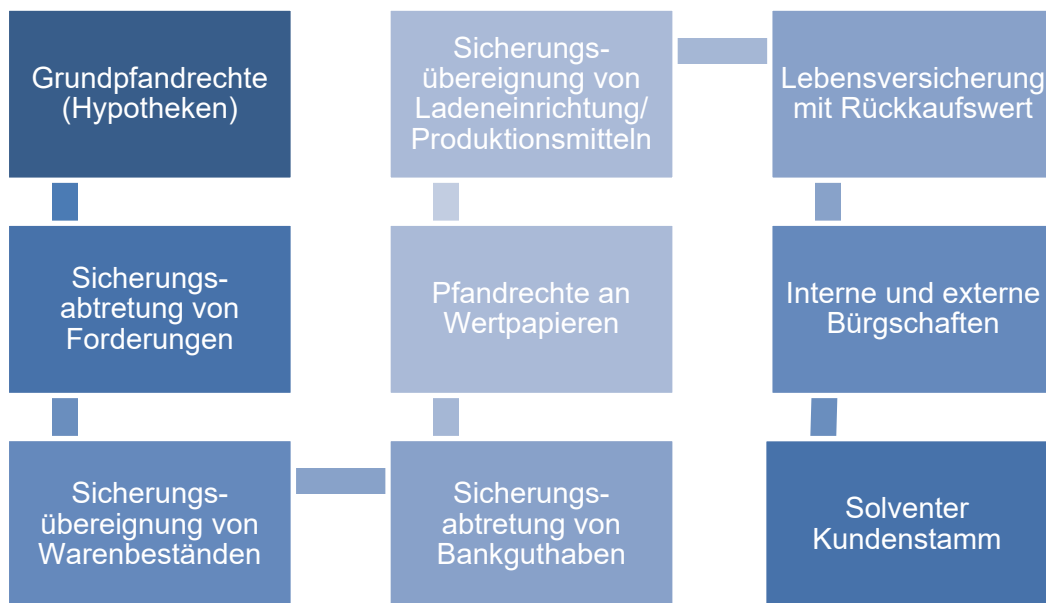 Grundpfandrechte
(Hypotheken)
Sicherungs-
abtretung von
Forderungen
Sicherungs-
übereignung von
Warenbeständen
Sicherungs-
abtretung von
Bankguthaben
Pfandrechte an
Wertpapieren
Sicherungs-
übereignung von
Ladeneinrichtung/
Produktionsmitteln
Lebensversicherung
mit Rückkaufswert
Interne und externe
Bürgschaften
Solventer
Kundenstamm